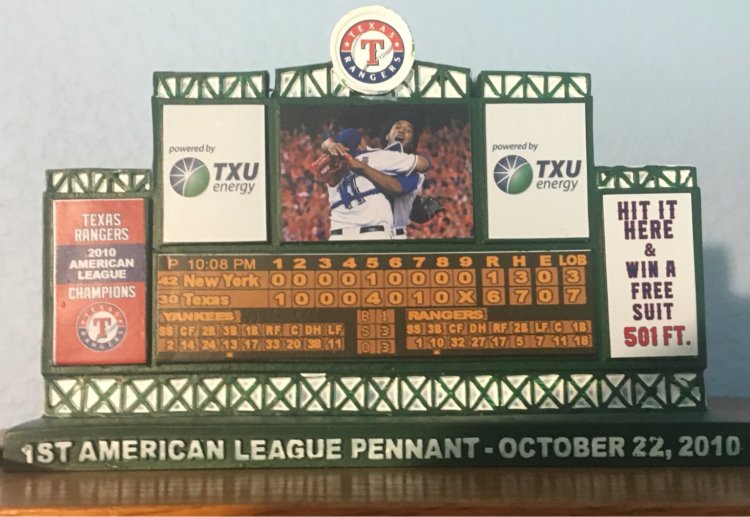 TEXAS
T
RANGERS
powered by
TXU
energy
powered by
TXU
energy
TEXAS
RANGERS
2010
AMERICAN
LEAGUE
CHAMPIONS
TEXAS
T
RANGERS
HIT IT
HERE
&
WIN A
FREE
SUIT
501 FT.
P 10:08 PM 1 2 3 4 5 6 7 8 9 R H E LOB
42 New York 0 0 0 0 1 0 0 0 0 1 3 0 3
30 Texas 1 0 0 0 4 0 1 0 X 6 7 0 7
YANKEES B 1 RANGERS
SS CF 2B 3B 1B RF C DH LF S 3 SS 3B CF DH RF 2B LF C 1B
2 14 24 13 17 33 20 38 11 O 3 1 10 32 27 17 5 7 11 18
1ST AMERICAN LEAGUE PENNANT - OCTOBER 22, 2010